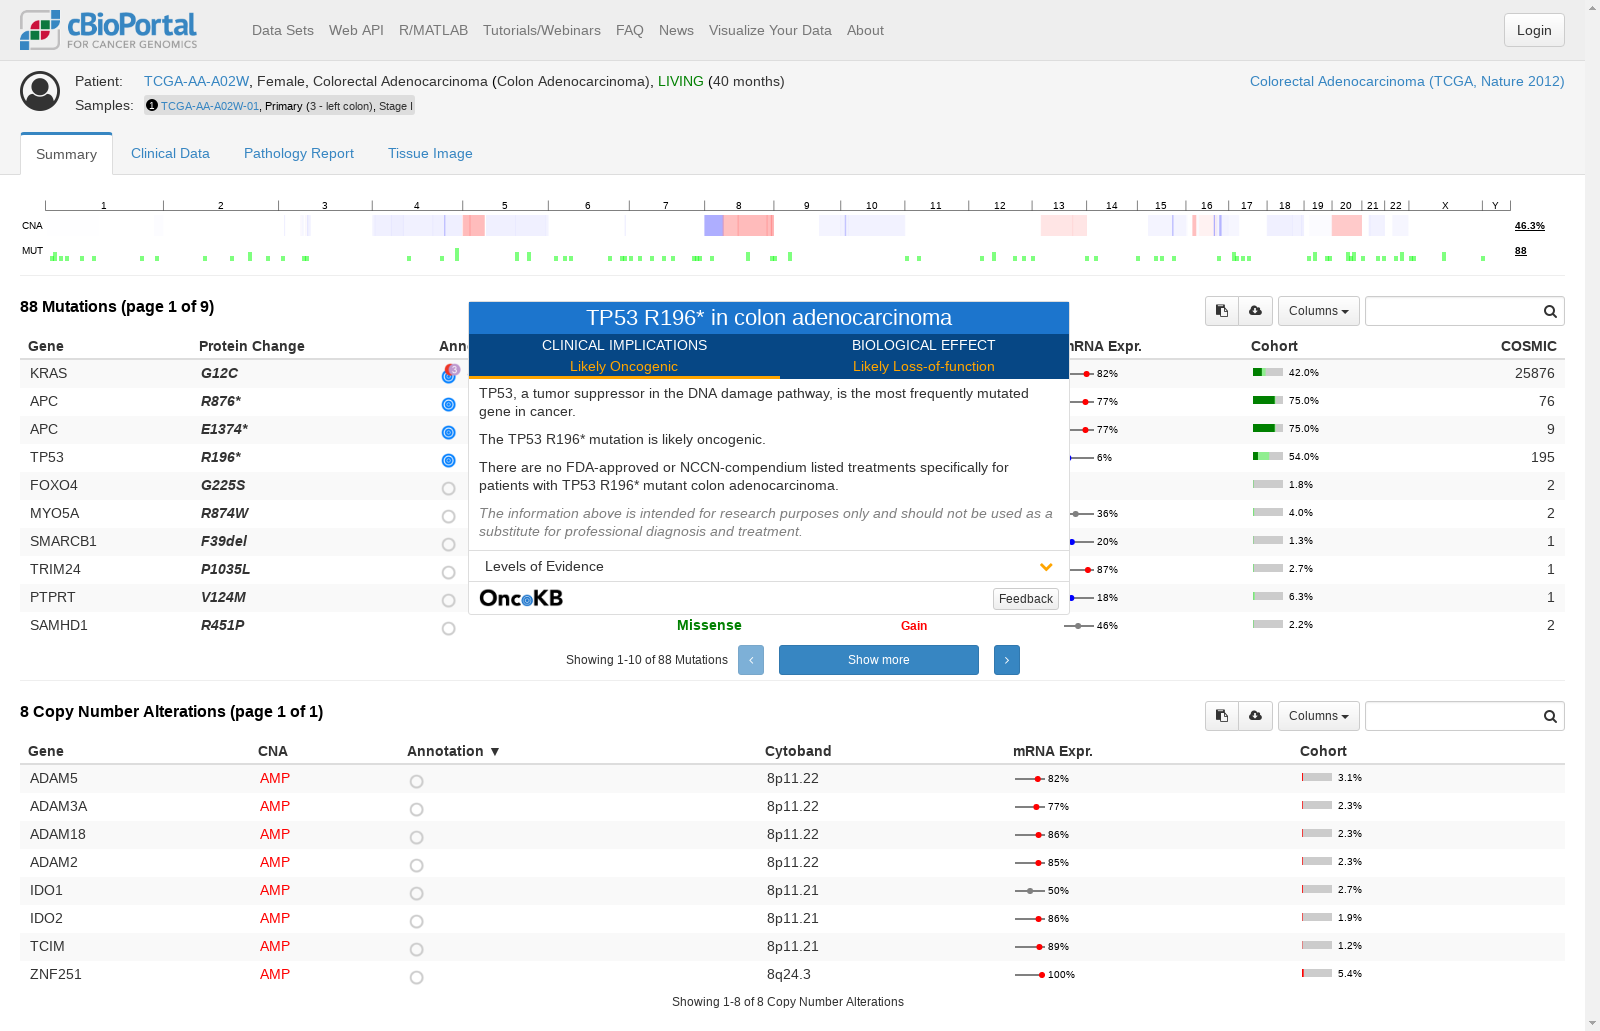 cBioPortal
FOR CANCER GENOMICS
Data Sets Web API R/MATLAB Tutorials/Webinars FAQ News Visualize Your Data About
Login
Patient: TCGA-AA-A02W, Female, Colorectal Adenocarcinoma (Colon Adenocarcinoma), LIVING (40 months)
Colorectal Adenocarcinoma (TCGA, Nature 2012)
Samples: 1 TCGA-AA-A02W-01, Primary (3 - left colon), Stage I
Summary Clinical Data Pathology Report Tissue Image
1 2 3 4 5 6 7 8 9 10 11 12 13 14 15 16 17 18 19 20 21 22 X Y
CNA 46.3%
MUT 88
88 Mutations (page 1 of 9)
Columns
Gene Protein Change mRNA Expr. Cohort COSMIC
KRAS G12C 3 82% 42.0% 25876
APC R876* 77% 75.0% 76
APC E1374* 77% 75.0% 9
TP53 R196* 6% 54.0% 195
FOXO4 G225S 1.8% 2
MYO5A R874W 36% 4.0% 2
SMARCB1 F39del 20% 1.3% 1
TRIM24 P1035L 87% 2.7% 1
PTPRT V124M 18% 6.3% 1
SAMHD1 R451P Missense Gain 46% 2.2% 2
TP53 R196* in colon adenocarcinoma
CLINICAL IMPLICATIONS BIOLOGICAL EFFECT
Likely Oncogenic Likely Loss-of-function
TP53, a tumor suppressor in the DNA damage pathway, is the most frequently mutated
gene in cancer.
The TP53 R196* mutation is likely oncogenic.
There are no FDA-approved or NCCN-compendium listed treatments specifically for
patients with TP53 R196* mutant colon adenocarcinoma.
The information above is intended for research purposes only and should not be used as a
substitute for professional diagnosis and treatment.
Levels of Evidence
OncoKB Feedback
Showing 1-10 of 88 Mutations ‹ Show more ›
8 Copy Number Alterations (page 1 of 1)
Columns
Gene CNA Annotation ▼ Cytoband mRNA Expr. Cohort
ADAM5 AMP 8p11.22 82% 3.1%
ADAM3A AMP 8p11.22 77% 2.3%
ADAM18 AMP 8p11.22 86% 2.3%
ADAM2 AMP 8p11.22 85% 2.3%
IDO1 AMP 8p11.21 50% 2.7%
IDO2 AMP 8p11.21 86% 1.9%
TCIM AMP 8p11.21 89% 1.2%
ZNF251 AMP 8q24.3 100% 5.4%
Showing 1-8 of 8 Copy Number Alterations